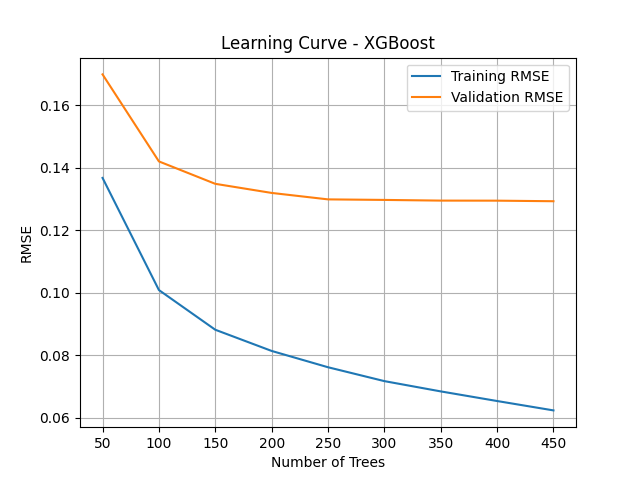 Learning Curve - XGBoost
Training RMSE
Validation RMSE
0.16
0.14
0.12
0.10
0.08
0.06
RMSE
50 100 150 200 250 300 350 400 450
Number of Trees